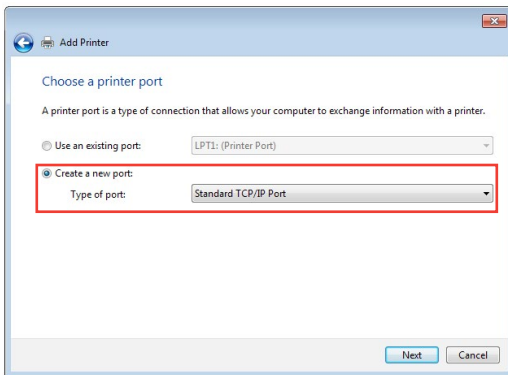 Add Printer
Choose a printer port
A printer port is a type of connection that allows your computer to exchange information with a printer.
Use an existing port: LPT1: (Printer Port)
Create a new port:
Type of port: Standard TCP/IP Port
Next Cancel